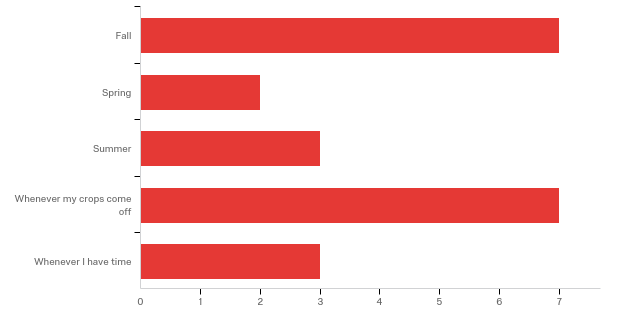 Fall
Spring
Summer
Whenever my crops come
off
Whenever I have time
0 1 2 3 4 5 6 7